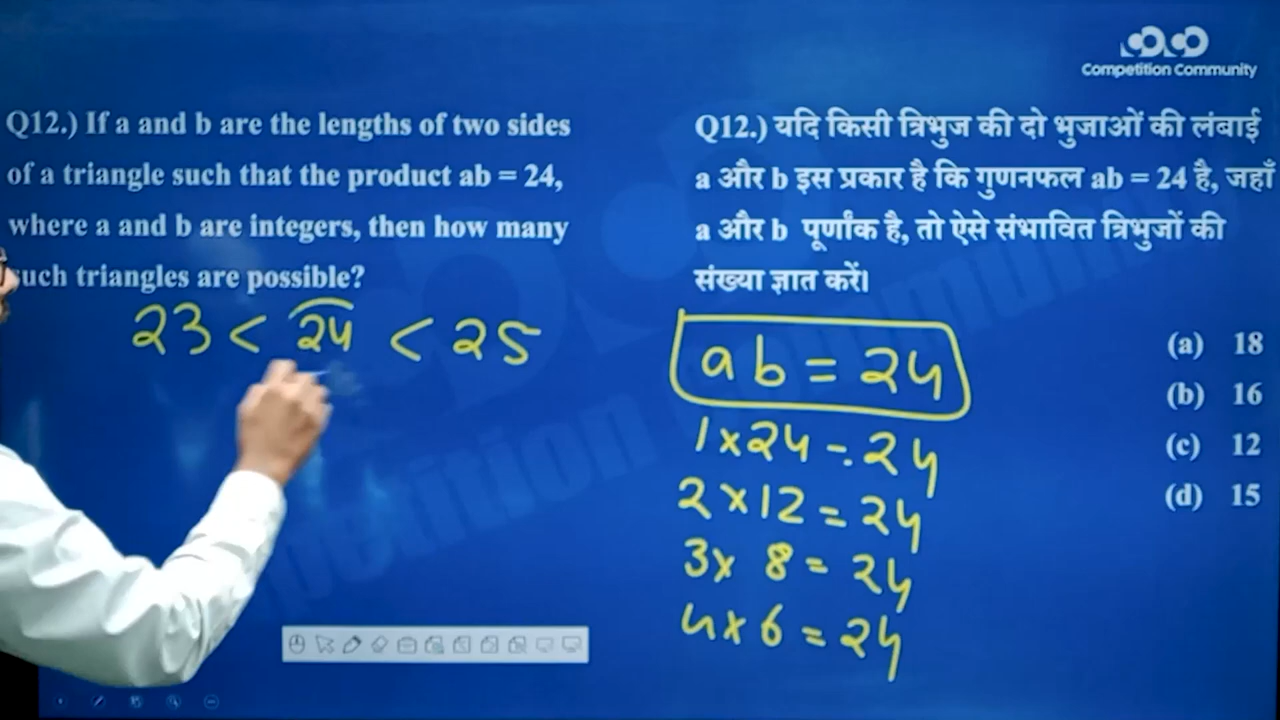 Competition Community
Q12.) If a and b are the lengths of two sides
of a triangle such that the product ab = 24,
where a and b are integers, then how many
such triangles are possible?
23 < 24 < 25
Q12.) यदि किसी त्रिभुज की दो भुजाओं की लंबाई
a और b इस प्रकार है कि गुणनफल ab = 24 है, जहाँ
a और b पूर्णांक है, तो ऐसे संभावित त्रिभुजों की
संख्या ज्ञात करें।
(a) 18
(b) 16
(c) 12
(d) 15
ab = 24
1 x 24 = 24
2 x 12 = 24
3 x 8 = 24
4 x 6 = 24